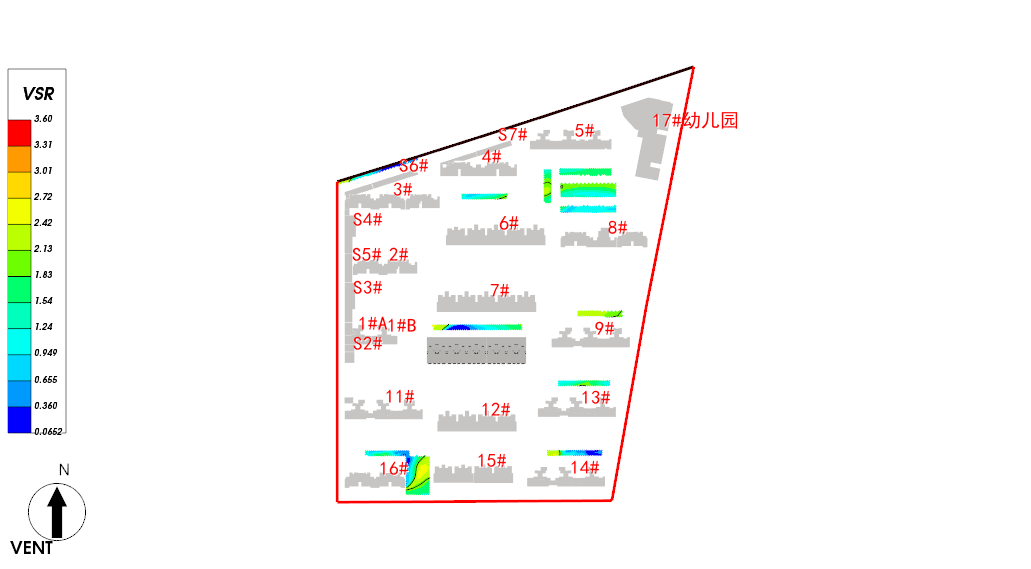 VSR
3.60
3.31
3.01
2.72
2.42
2.13
1.83
1.54
1.24
0.949
0.655
0.360
0.0652
N
VENT
17#幼儿园
S7#
5#
4#
S6#
3#
S4#
6#
8#
S5# 2#
S3#
7#
1#A1#B
9#
S2#
11#
13#
12#
15#
16#
14#